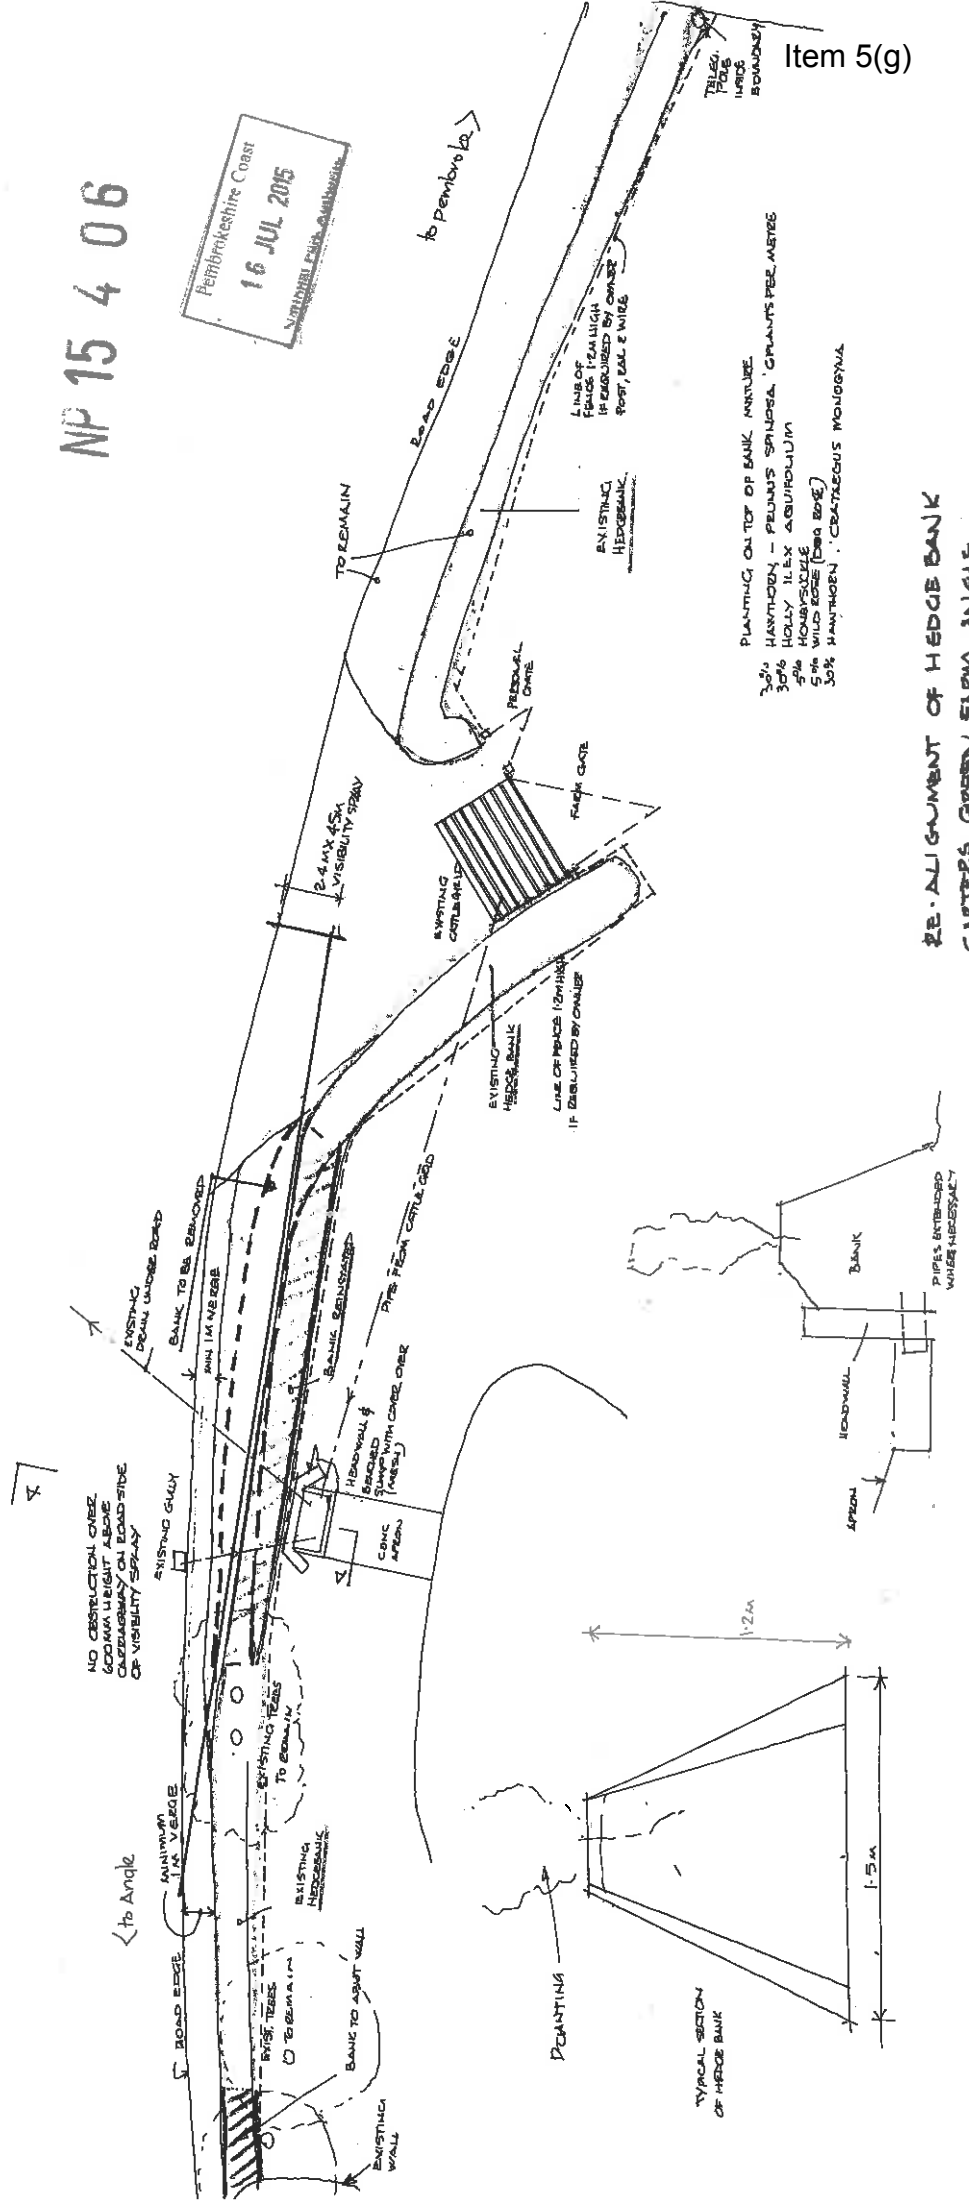 Item 5(g)
NP 15 4 06
Pembrokeshire Coast
16 JUL 2015
National Park Authority
to pembroke >
TELEG.
POLE
INSIDE
BOUNDARY
ROAD EDGE
TO REMAIN
LINE OF
FENCE 1·2M HIGH
IF REQUIRED BY OWNER
POST, RAIL & WIRE
EXISTING
HEDGEBANK
PERSONAL
GATE
FARM GATE
EXISTING
CATTLE GRID
2·4M X 45M
VISIBILITY SPLAY
PLANTING ON TOP OF BANK MIXTURE
30% HAWTHORN – PRUNUS SPINOSA 6 PLANTS PER METRE
30% HOLLY ILEX AQUIFOLIUM
5% HONEYSUCKLE
5% WILD ROSE (DOG ROSE)
30% HAWTHORN . CRATAEGUS MONOGYNA
RE-ALIGNMENT OF HEDGE BANK
EXISTING
HEDGE BANK
LINE OF FENCE 1·2M HIGH
IF REQUIRED BY OWNER
EXISTING
DRAIN UNDER ROAD
BANK TO BE REMOVED
MIN 1M VERGE
BANK REINSTATED
PIPE FROM CATTLE GRID
HEADWALL &
BENCHED
SUMP WITH COVER OVER
(MESH)
CONC
APRON
A
A
NO OBSTRUCTION OVER
600MM HEIGHT ABOVE
CARRIAGEWAY ON ROADSIDE
OF VISIBILITY SPLAY
EXISTING GULLY
< to Angle
MINIMUM
1M VERGE
ROAD EDGE
EXISTING TREES
TO REMAIN
EXISTING
HEDGEBANK
EXIST. TREES
TO REMAIN
BANK TO ABUT WALL
EXISTING
WALL
PLANTING
TYPICAL SECTION
OF HEDGE BANK
1·2M
1·5M
APRON
HEADWALL
BANK
PIPES EXTENDED
WHERE NECESSARY